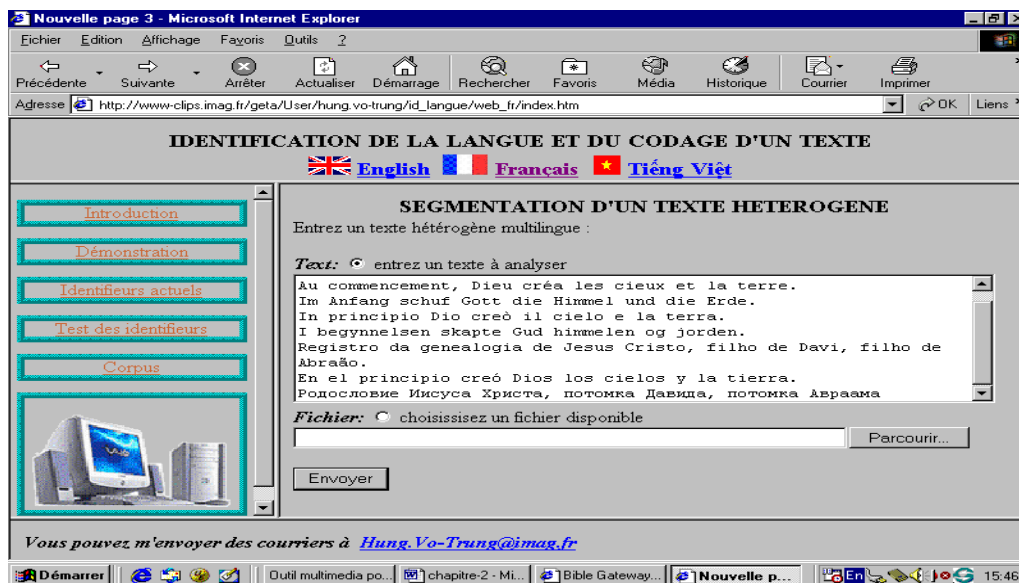 Nouvelle page 3 - Microsoft Internet Explorer
Fichier Edition Affichage Favoris Outils ?
Précédente Suivante Arrêter Actualiser Démarrage Rechercher Favoris Média Historique Courrier Imprimer
Adresse http://www-clips.imag.fr/geta/User/hung.vo-trung/id_langue/web_fr/index.htm OK Liens
IDENTIFICATION DE LA LANGUE ET DU CODAGE D'UN TEXTE
English Français Tiếng Việt
Introduction
Démonstration
Identifieurs actuels
Test des identifieurs
Corpus
SEGMENTATION D'UN TEXTE HETEROGENE
Entrez un texte hétérogène multilingue :
Text: entrez un texte à analyser
Au commencement, Dieu créa les cieux et la terre.
Im Anfang schuf Gott die Himmel und die Erde.
In principio Dio creò il cielo e la terra.
I begynnelsen skapte Gud himmelen og jorden.
Registro da genealogia de Jesus Cristo, filho de Davi, filho de
Abraão.
En el principio creó Dios los cielos y la tierra.
Родословие Иисуса Христа, потомка Давида, потомка Авраама
Fichier: choisissisez un fichier disponible
Parcourir...
Envoyer
Vous pouvez m'envoyer des courriers à Hung.Vo-Trung@imag.fr
Démarrer Outil multimedia po... chapitre-2 - Mi... Bible Gateway... Nouvelle p... En 15:46